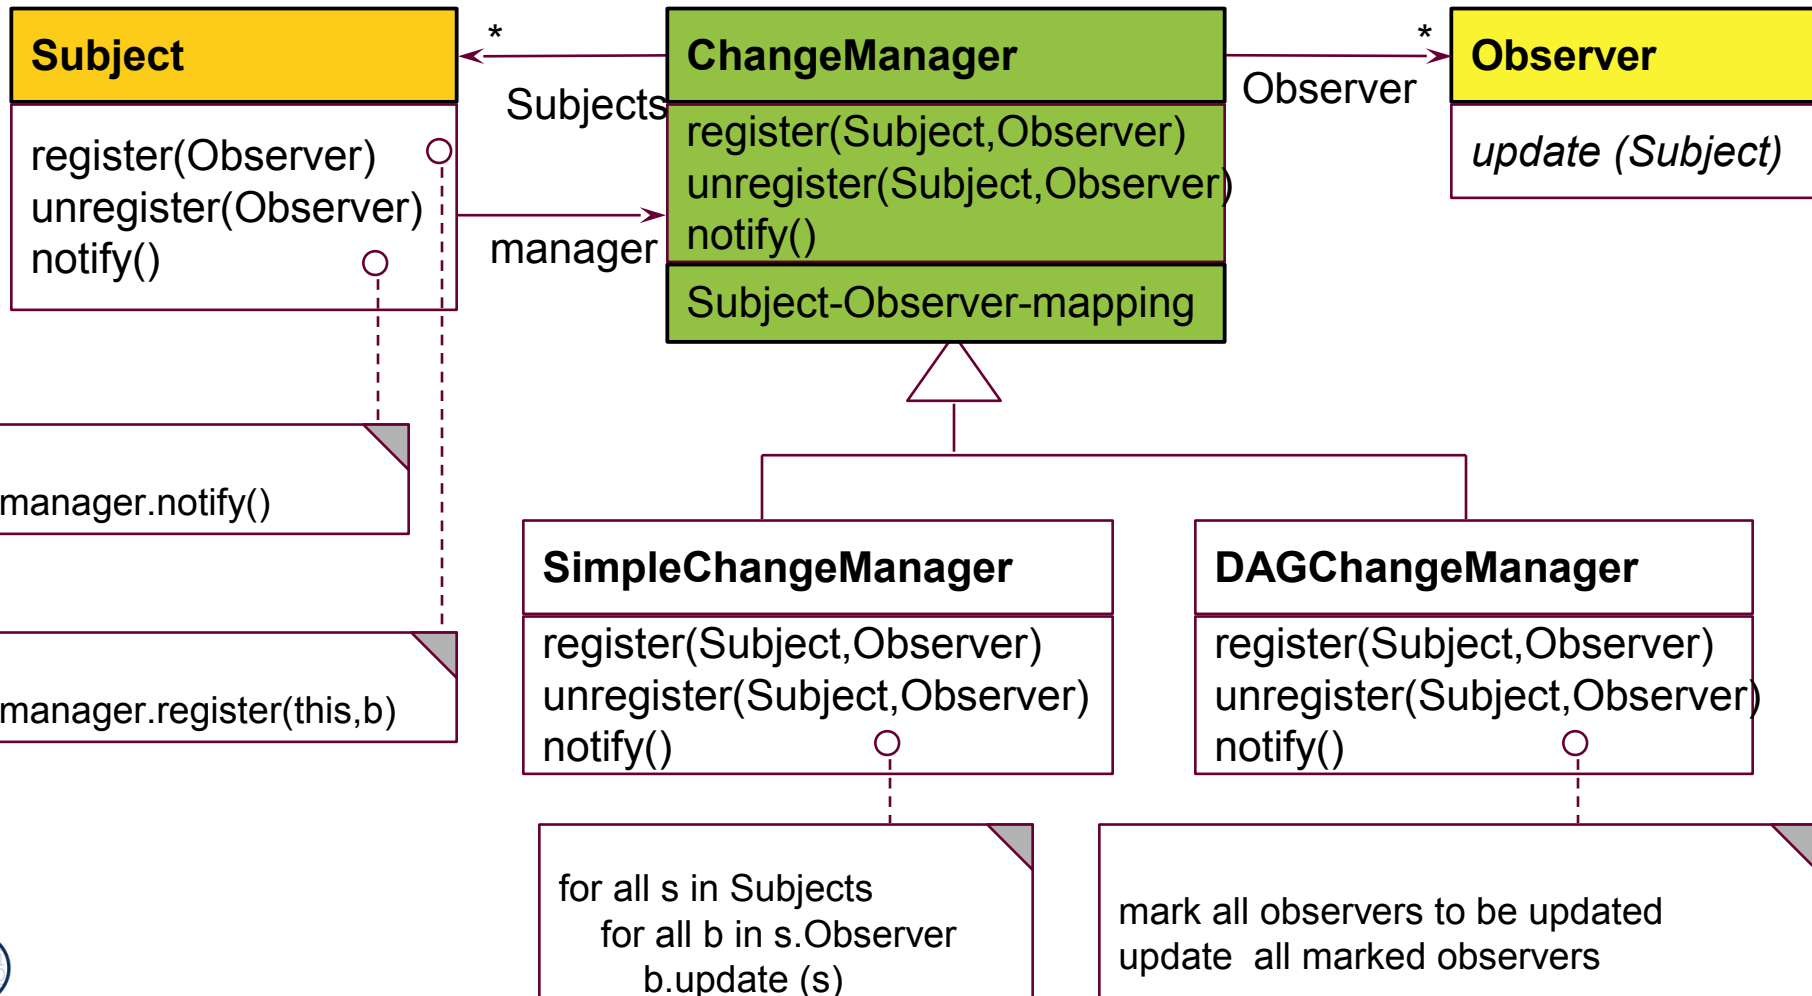 Subject
register(Observer)
unregister(Observer)
notify()
*
Subjects
manager
ChangeManager
register(Subject,Observer)
unregister(Subject,Observer)
notify()
Subject-Observer-mapping
*
Observer
Observer
update (Subject)
manager.notify()
manager.register(this,b)
SimpleChangeManager
register(Subject,Observer)
unregister(Subject,Observer)
notify()
DAGChangeManager
register(Subject,Observer)
unregister(Subject,Observer)
notify()
for all s in Subjects
for all b in s.Observer
b.update (s)
mark all observers to be updated
update  all marked observers